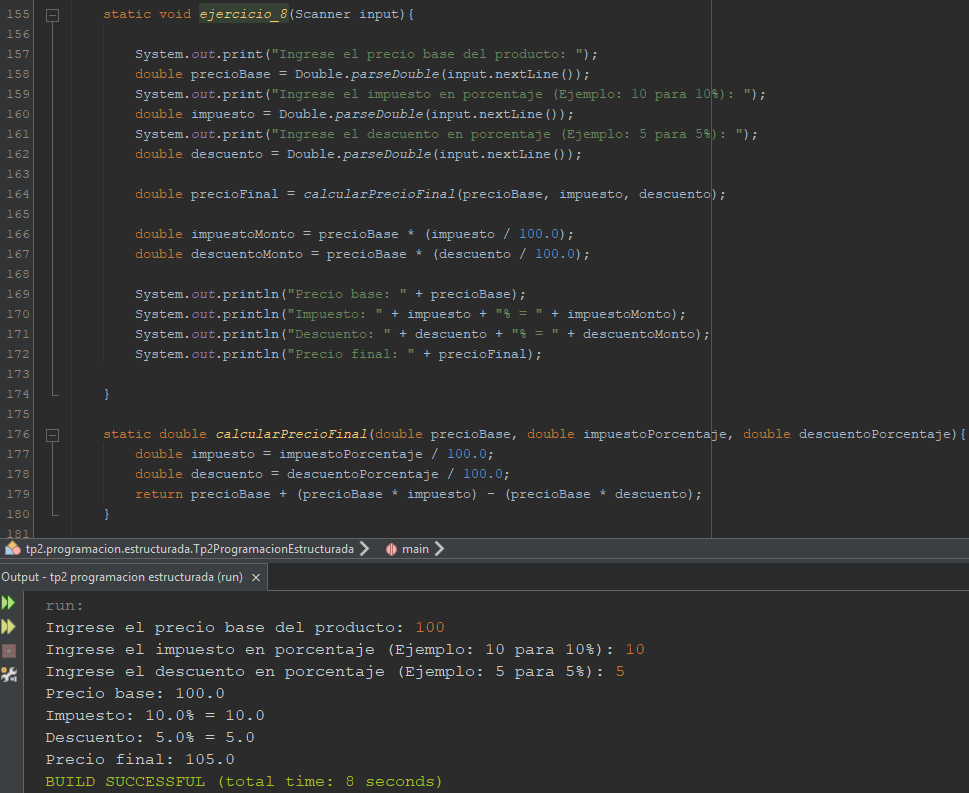 155 static void ejercicio_8(Scanner input){
156
157 System.out.print("Ingrese el precio base del producto: ");
158 double precioBase = Double.parseDouble(input.nextLine());
159 System.out.print("Ingrese el impuesto en porcentaje (Ejemplo: 10 para 10%): ");
160 double impuesto = Double.parseDouble(input.nextLine());
161 System.out.print("Ingrese el descuento en porcentaje (Ejemplo: 5 para 5%): ");
162 double descuento = Double.parseDouble(input.nextLine());
163
164 double precioFinal = calcularPrecioFinal(precioBase, impuesto, descuento);
165
166 double impuestoMonto = precioBase * (impuesto / 100.0);
167 double descuentoMonto = precioBase * (descuento / 100.0);
168
169 System.out.println("Precio base: " + precioBase);
170 System.out.println("Impuesto: " + impuesto + "% = " + impuestoMonto);
171 System.out.println("Descuento: " + descuento + "% = " + descuentoMonto);
172 System.out.println("Precio final: " + precioFinal);
173
174 }
175
176 static double calcularPrecioFinal(double precioBase, double impuestoPorcentaje, double descuentoPorcentaje){
177 double impuesto = impuestoPorcentaje / 100.0;
178 double descuento = descuentoPorcentaje / 100.0;
179 return precioBase + (precioBase * impuesto) - (precioBase * descuento);
180 }
181
tp2.programacion.estructurada.Tp2ProgramacionEstructurada main
Output - tp2 programacion estructurada (run) ×
run:
Ingrese el precio base del producto: 100
Ingrese el impuesto en porcentaje (Ejemplo: 10 para 10%): 10
Ingrese el descuento en porcentaje (Ejemplo: 5 para 5%): 5
Precio base: 100.0
Impuesto: 10.0% = 10.0
Descuento: 5.0% = 5.0
Precio final: 105.0
BUILD SUCCESSFUL (total time: 8 seconds)